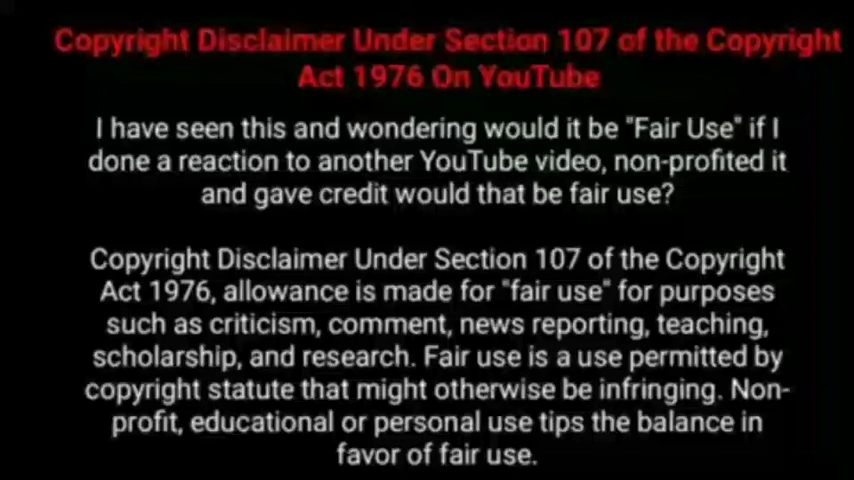 Copyright Disclaimer Under Section 107 of the Copyright
Act 1976 On YouTube
I have seen this and wondering would it be "Fair Use" if I
done a reaction to another YouTube video, non-profited it
and gave credit would that be fair use?
Copyright Disclaimer Under Section 107 of the Copyright
Act 1976, allowance is made for "fair use" for purposes
such as criticism, comment, news reporting, teaching,
scholarship, and research. Fair use is a use permitted by
copyright statute that might otherwise be infringing. Non-
profit, educational or personal use tips the balance in
favor of fair use.